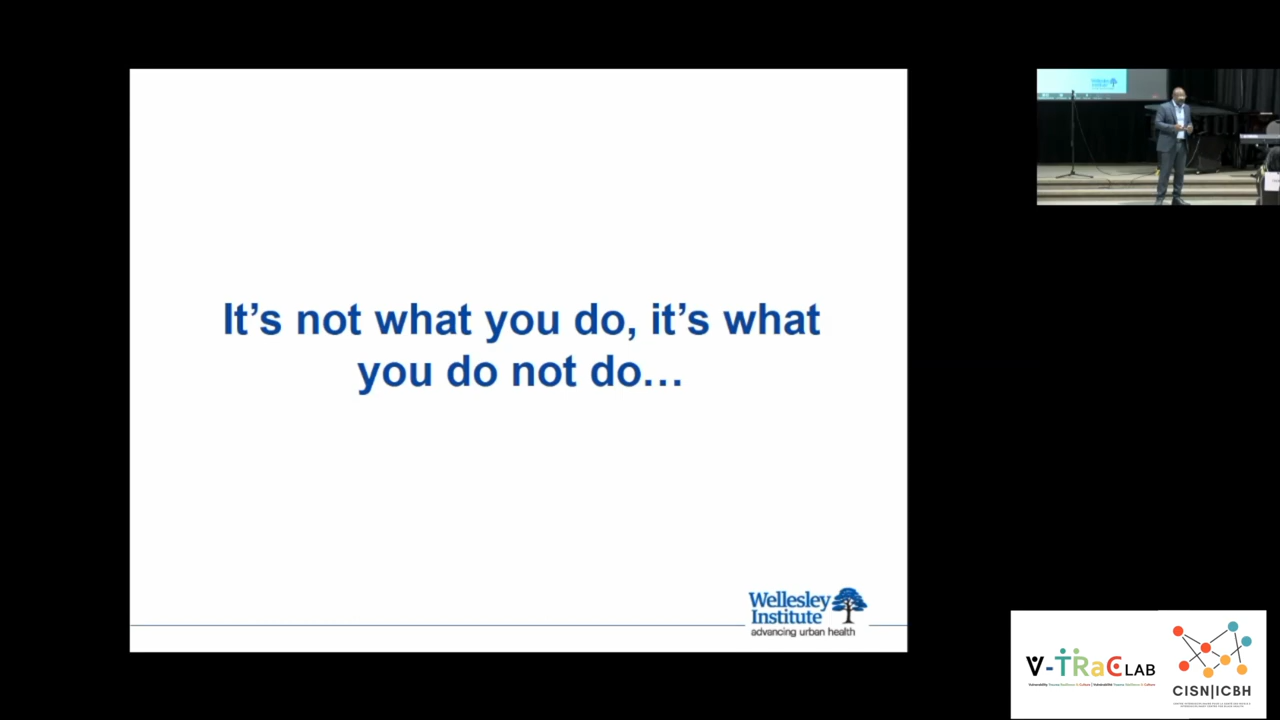 It’s not what you do, it’s what
you do not do…
Wellesley
Institute
advancing urban health
V-TRaC LAB
CISN|ICBH